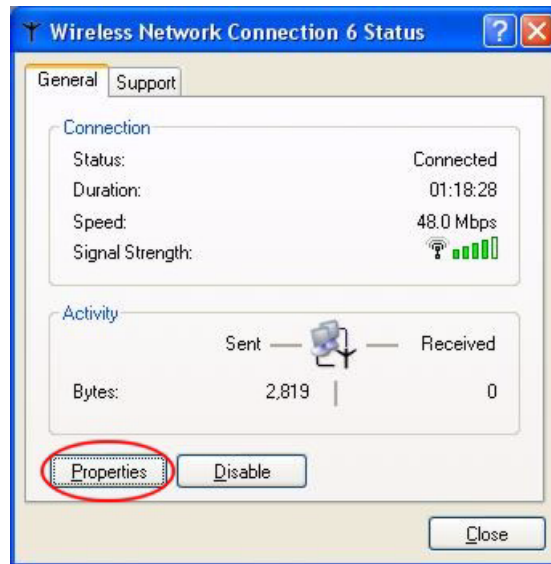 Wireless Network Connection 6 Status
General Support
Connection
Status: Connected
Duration: 01:18:28
Speed: 48.0 Mbps
Signal Strength:
Activity
Sent Received
Bytes: 2,819 0
Properties Disable
Close